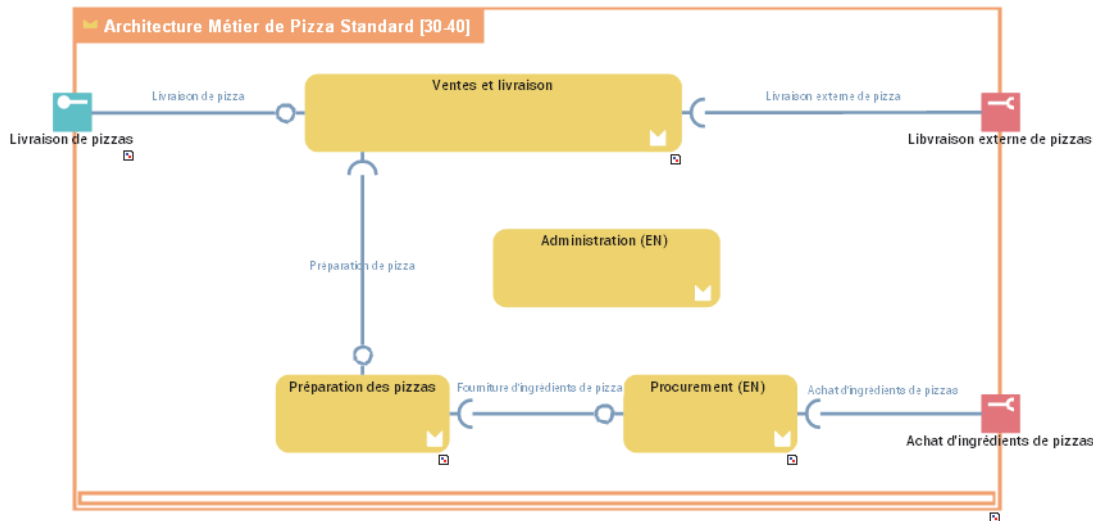 Architecture Métier de Pizza Standard [30-40]
Ventes et livraison
Livraison de pizza
Livraison externe de pizza
Livraison de pizzas
Libvraison externe de pizzas
Administration (EN)
Préparation de pizza
Préparation des pizzas
Fourniture d'ingrédients de pizza
Procurement (EN)
Achat d'ingrédients de pizzas
Achat d'ingrédients de pizzas